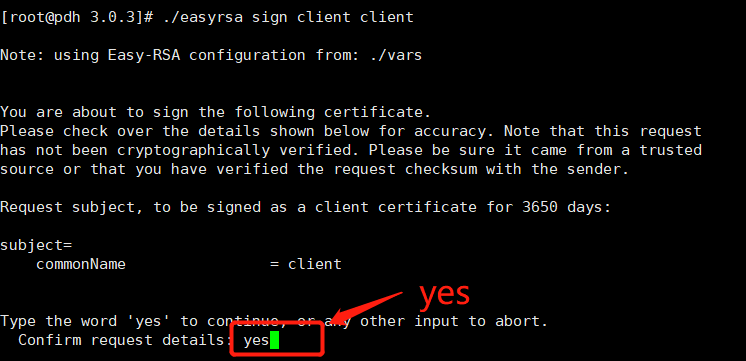 [root@pdh 3.0.3]# ./easyrsa sign client client
Note: using Easy-RSA configuration from: ./vars
You are about to sign the following certificate.
Please check over the details shown below for accuracy. Note that this request
has not been cryptographically verified. Please be sure it came from a trusted
source or that you have verified the request checksum with the sender.
Request subject, to be signed as a client certificate for 3650 days:
subject=
    commonName                = client
yes
Type the word 'yes' to continue, or any other input to abort.
  Confirm request details: yes